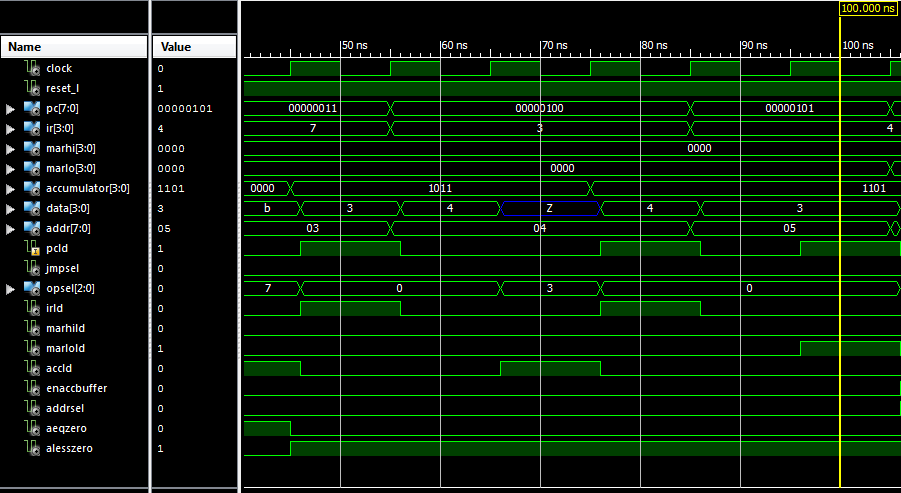 100.000 ns
Name Value
50 ns 60 ns 70 ns 80 ns 90 ns 100 ns
clock 0
reset_l 1
pc[7:0] 00000101 00000011 00000100 00000101
ir[3:0] 4 7 3 4
marhi[3:0] 0000 0000
marlo[3:0] 0000 0000
accumulator[3:0] 1101 0000 1011 1101
data[3:0] 3 b 3 4 Z 4 3
addr[7:0] 05 03 04 05
pcld 1
jmpsel 0
opsel[2:0] 0 7 0 3 0
irld 0
marhild 0
marlold 1
accld 0
enaccbuffer 0
addrsel 0
aeqzero 0
alesszero 1